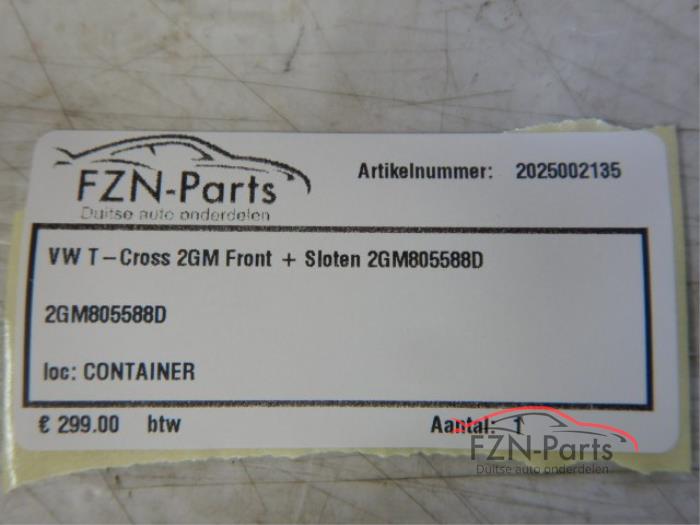 FZN-Parts
Duitse auto onderdelen
Artikelnummer: 2025002135
VW T-Cross 2GM Front + Sloten 2GM805588D
2GM805588D
loc: CONTAINER
€ 299.00 btw
Aantal: 1
FZN-Parts
Duitse auto onderdelen